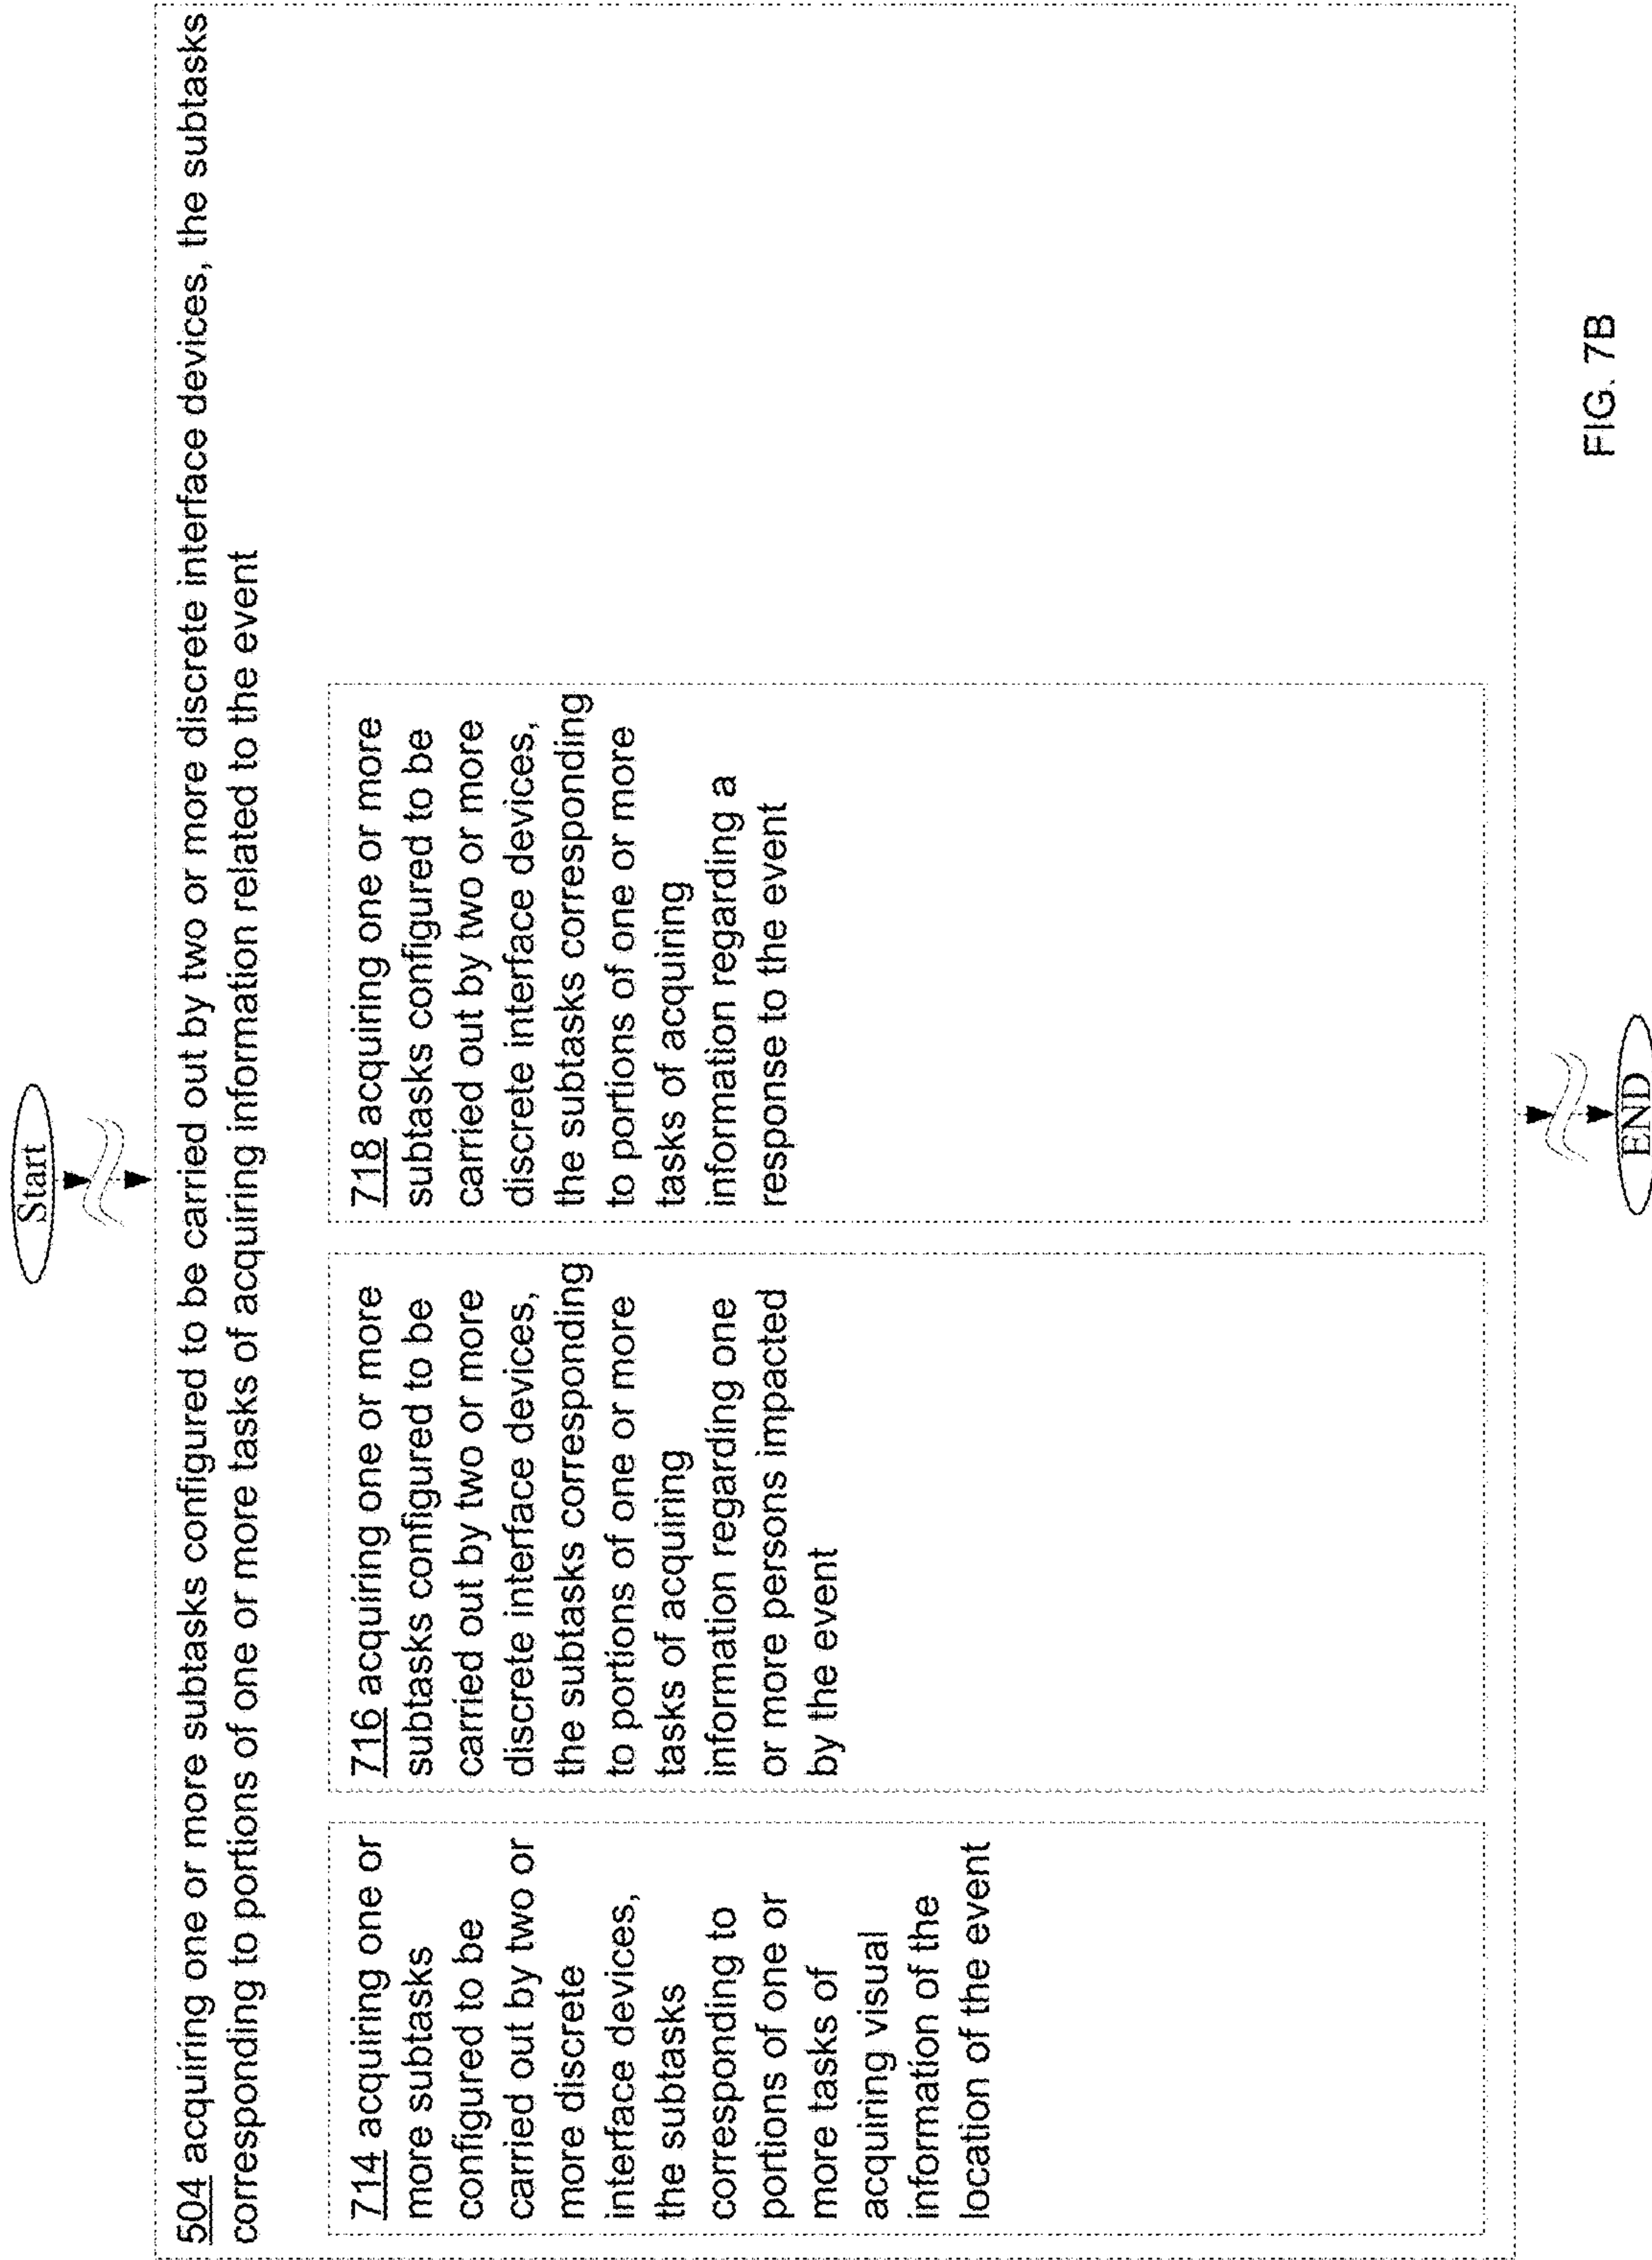 Start
504 acquiring one or more subtasks configured to be carried out by two or more discrete interface devices, the subtasks
corresponding to portions of one or more tasks of acquiring information related to the event
714 acquiring one or
more subtasks
configured to be
carried out by two or
more discrete
interface devices,
the subtasks
corresponding to
portions of one or
more tasks of
acquiring visual
information of the
location of the event
716 acquiring one or more
subtasks configured to be
carried out by two or more
discrete interface devices,
the subtasks corresponding
to portions of one or more
tasks of acquiring
information regarding one
or more persons impacted
by the event
718 acquiring one or more
subtasks configured to be
carried out by two or more
discrete interface devices,
the subtasks corresponding
to portions of one or more
tasks of acquiring
information regarding a
response to the event
END
FIG. 7B